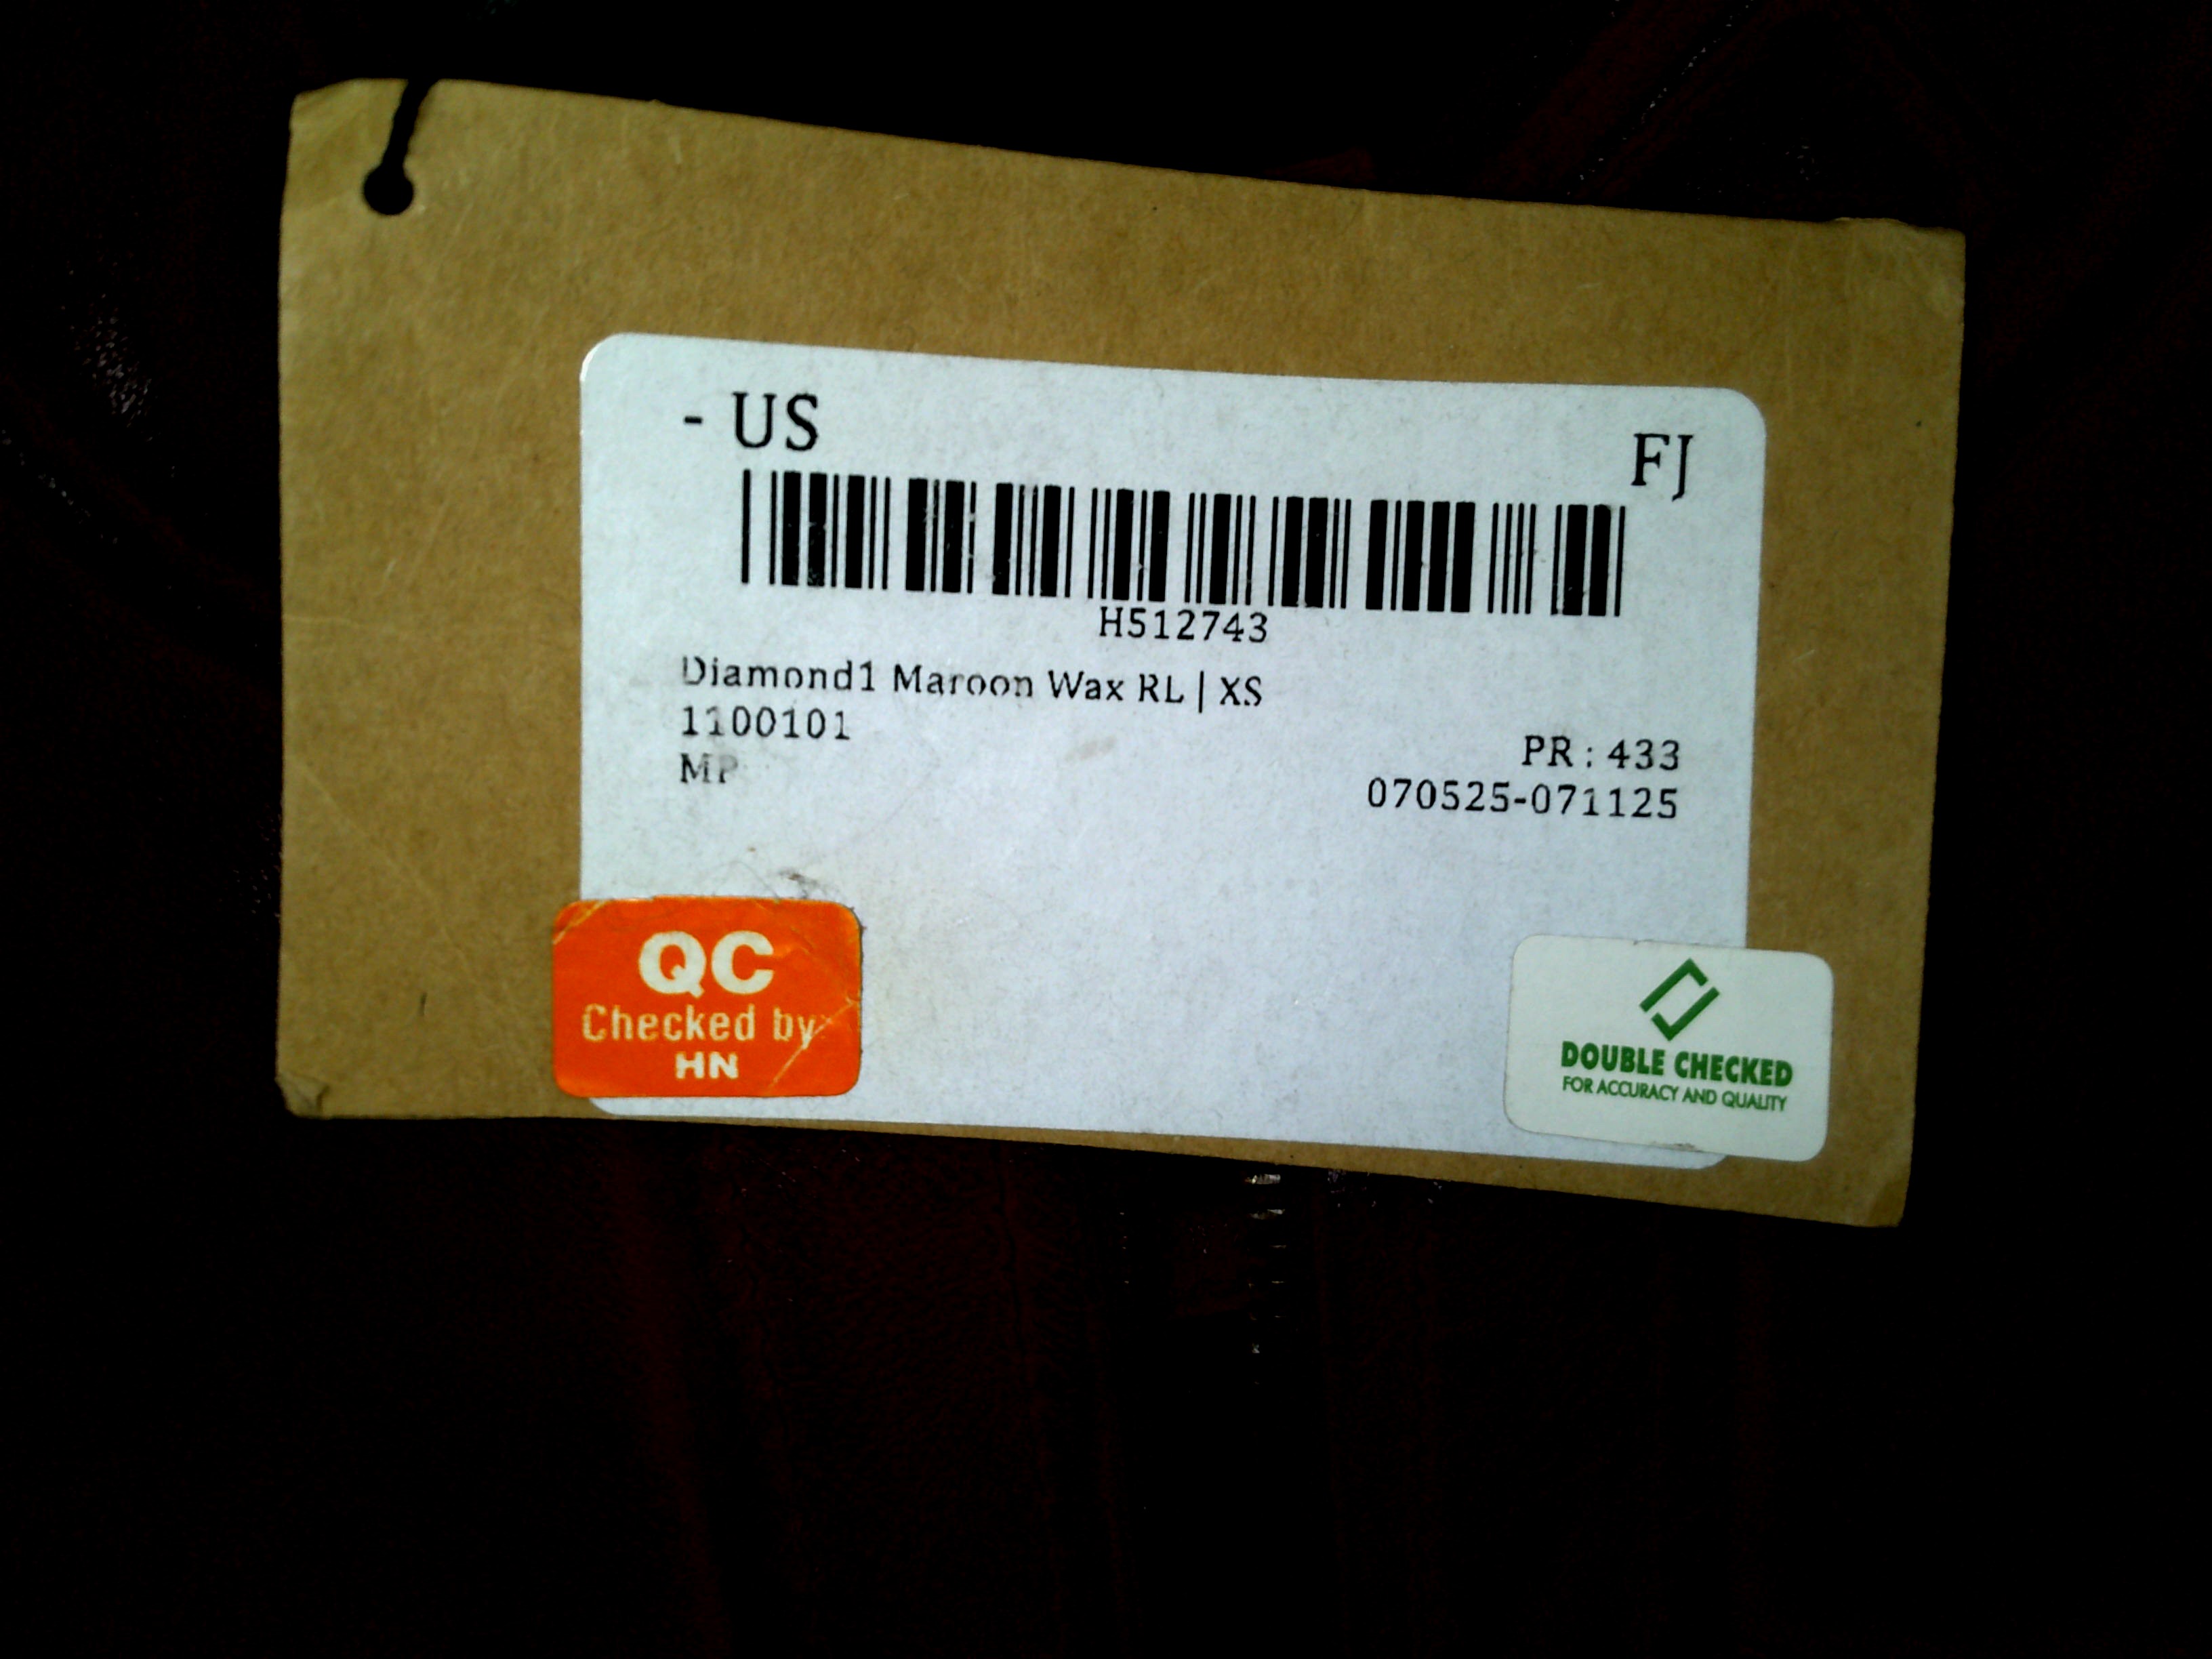 - US FJ
H512743
Diamond1 Maroon Wax RL | XS
1100101
PR : 433
MP
070525-071125
QC
Checked by
HN
DOUBLE CHECKED
FOR ACCURACY AND QUALITY